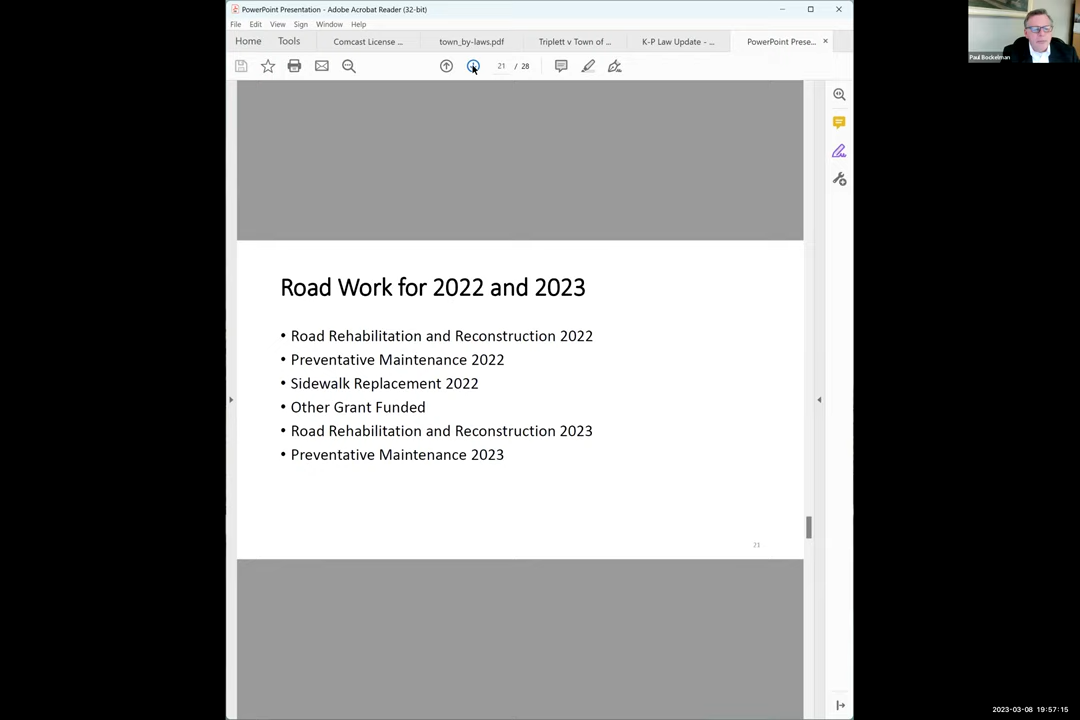 PowerPoint Presentation - Adobe Acrobat Reader (32-bit)
File Edit View Sign Window Help
Home Tools Comcast License ... town_by-laws.pdf Triplett v Town of ... K-P Law Update - ... PowerPoint Prese... ×
21 / 28
Paul Bockelman
Road Work for 2022 and 2023
• Road Rehabilitation and Reconstruction 2022
• Preventative Maintenance 2022
• Sidewalk Replacement 2022
• Other Grant Funded
• Road Rehabilitation and Reconstruction 2023
• Preventative Maintenance 2023
21
2023-03-08 19:57:15